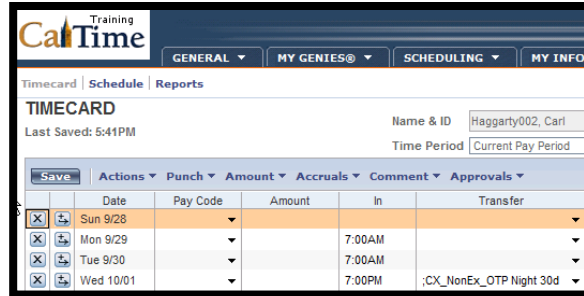 Training
CalTime
GENERAL MY GENIES® SCHEDULING MY INFO
Timecard Schedule Reports
TIMECARD
Name & ID Haggarty002, Carl
Last Saved: 5:41PM
Time Period Current Pay Period
Save Actions Punch Amount Accruals Comment Approvals
Date Pay Code Amount In Transfer
Sun 9/28
Mon 9/29 7:00AM
Tue 9/30 7:00AM
Wed 10/01 7:00PM ;CX_NonEx_OTP Night 30d